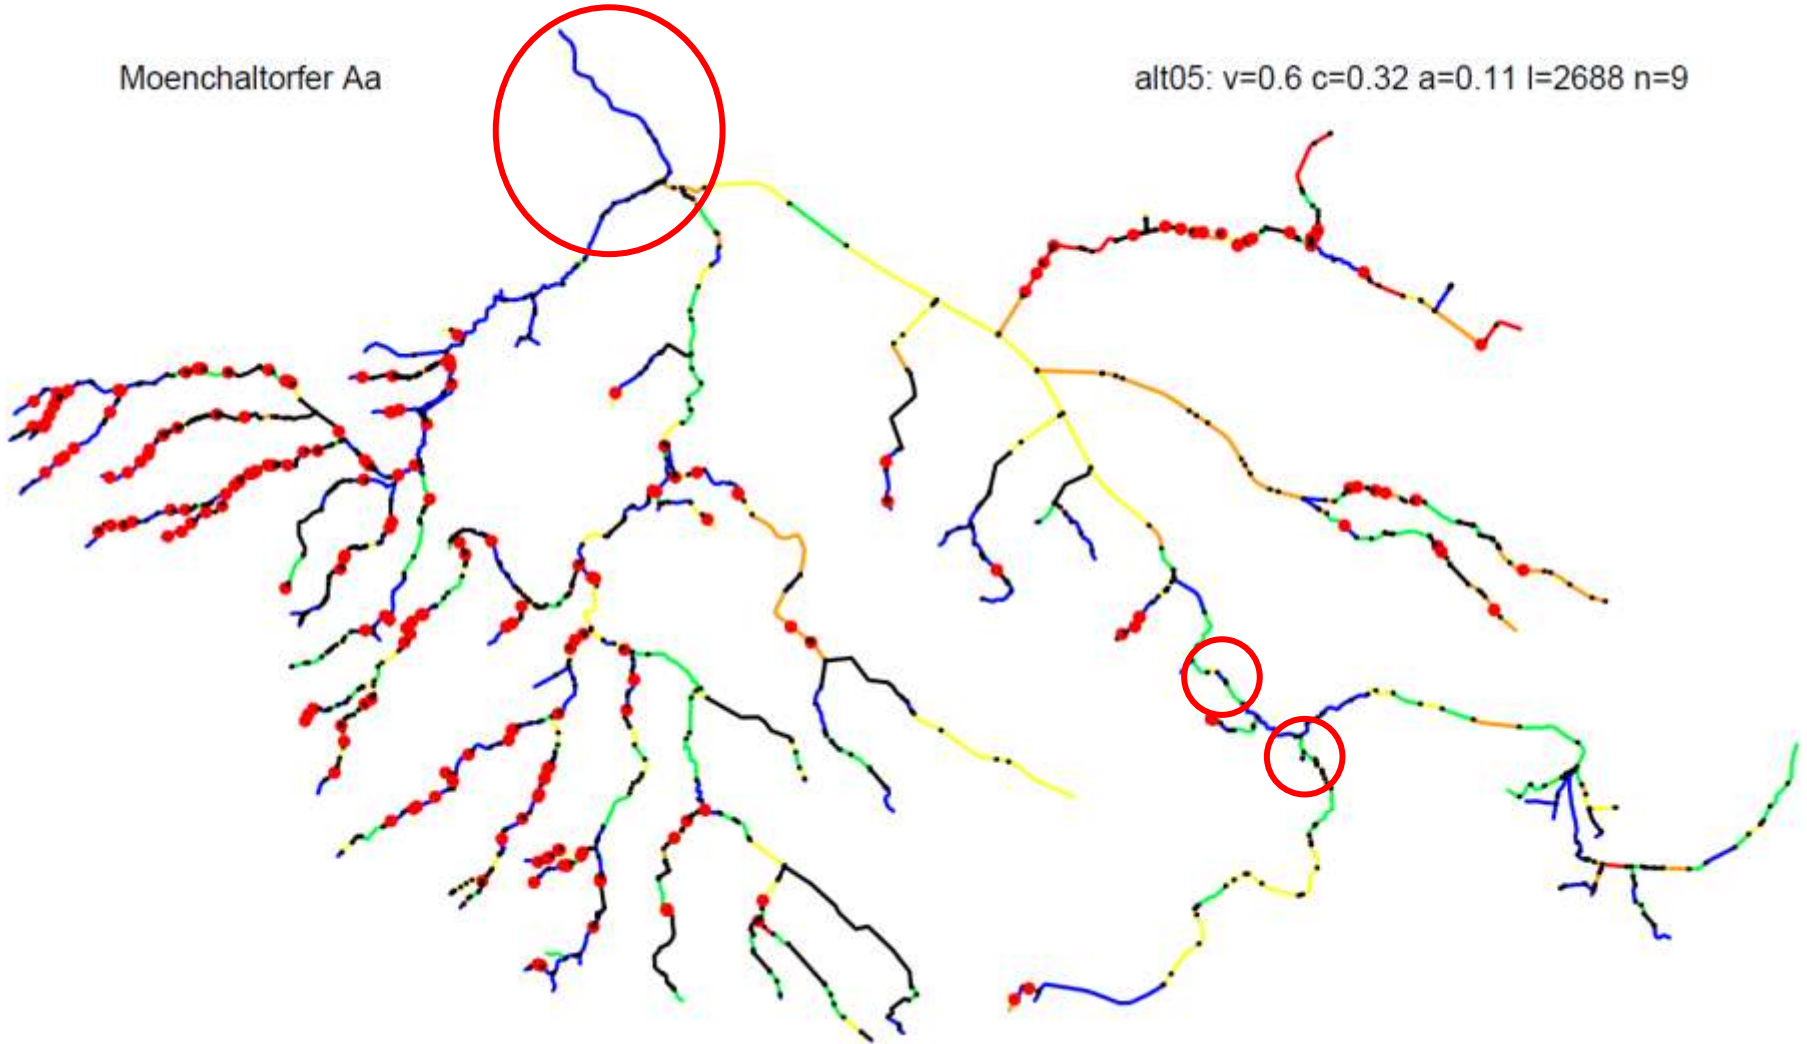 Moenchaltorfer Aa
alt05: v=0.6 c=0.32 a=0.11 l=2688 n=9